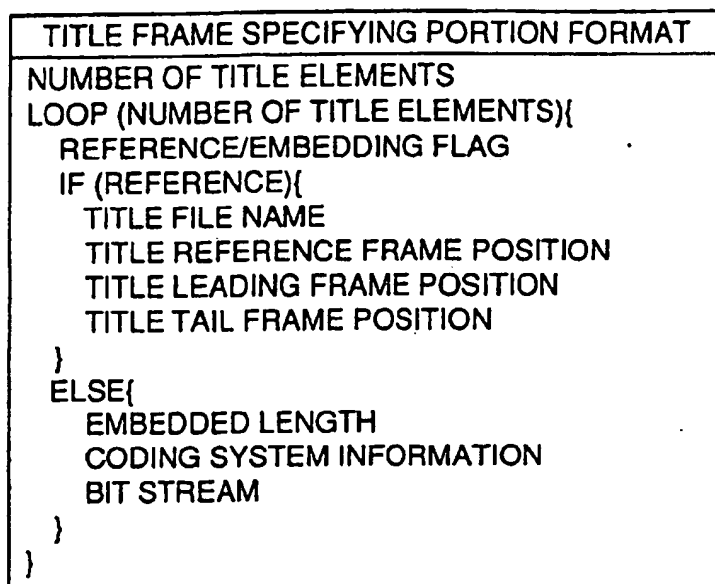 TITLE FRAME SPECIFYING PORTION FORMAT
NUMBER OF TITLE ELEMENTS
LOOP (NUMBER OF TITLE ELEMENTS){
REFERENCE/EMBEDDING FLAG
IF (REFERENCE){
TITLE FILE NAME
TITLE REFERENCE FRAME POSITION
TITLE LEADING FRAME POSITION
TITLE TAIL FRAME POSITION
}
ELSE{
EMBEDDED LENGTH
CODING SYSTEM INFORMATION
BIT STREAM
}
}